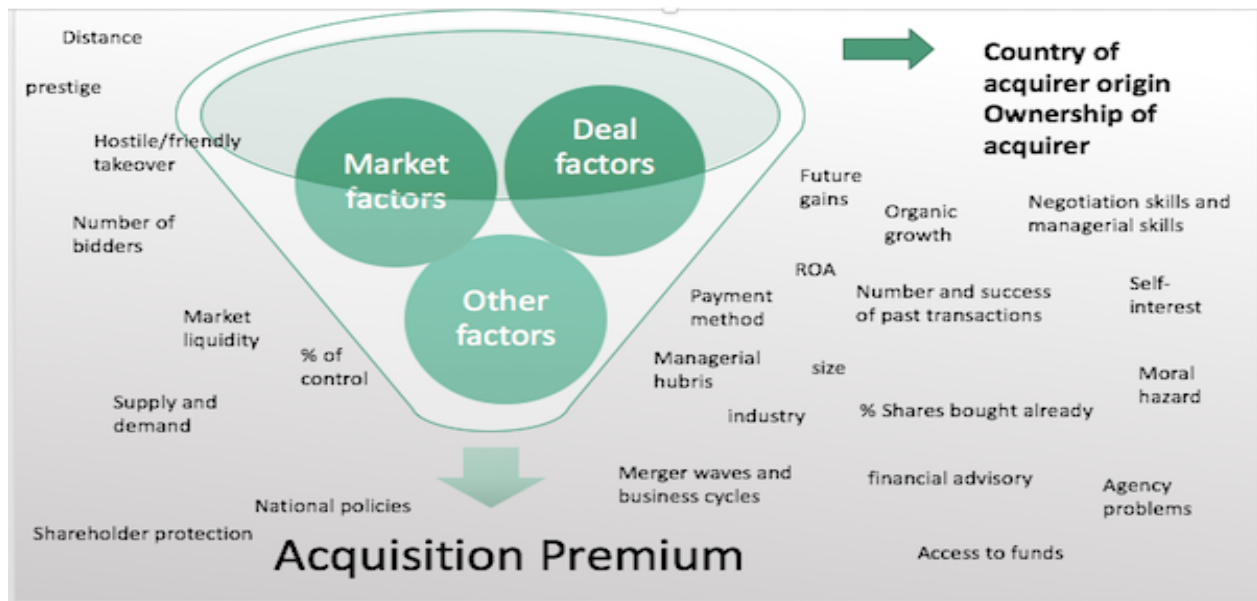 Distance
prestige
Hostile/friendly
takeover
Number of
bidders
Market
liquidity
% of
control
Supply and
demand
National policies
Shareholder protection
Market
factors
Deal
factors
Other
factors
Acquisition Premium
Country of
acquirer origin
Ownership of
acquirer
Future
gains
Organic
growth
Negotiation skills and
managerial skills
ROA
Payment
method
Number and success
of past transactions
Self-
interest
Managerial
hubris
size
Moral
hazard
industry
% Shares bought already
Merger waves and
business cycles
financial advisory
Agency
problems
Access to funds